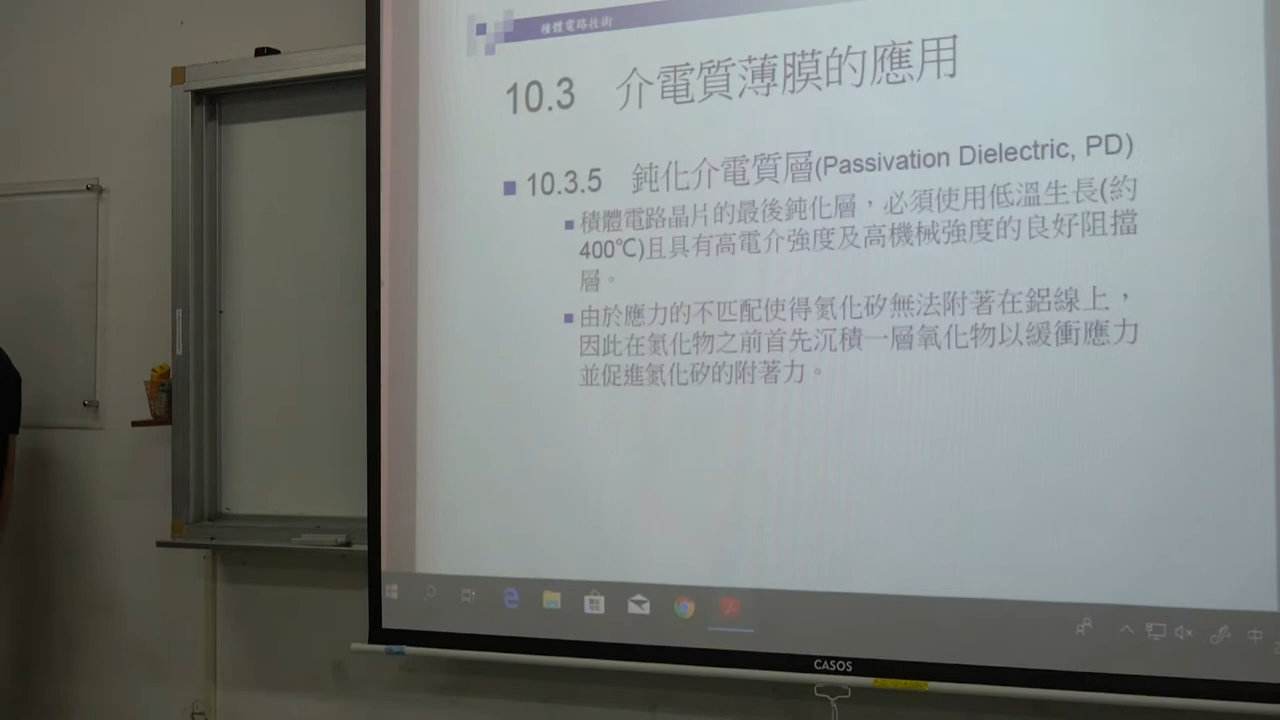 積體電路技術
10.3 介電質薄膜的應用
10.3.5 鈍化介電質層(Passivation Dielectric, PD)
積體電路晶片的最後鈍化層，必須使用低溫生長(約
400℃)且具有高電介強度及高機械強度的良好阻擋
層。
由於應力的不匹配使得氮化矽無法附著在鋁線上，
因此在氮化物之前首先沉積一層氧化物以緩衝應力
並促進氮化矽的附著力。
中
CASOS